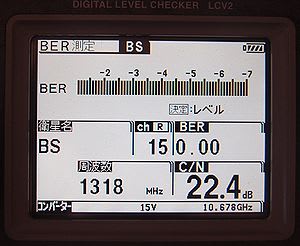 DIGITAL LEVEL CHECKER LCV2
BER測定 BS
-2 -3 -4 -5 -6 -7
BER
決定:レベル
衛星名 ch R BER
BS 15 0.00
周波数 C/N
1318 MHz 22.4 dB
コンバーター 15V 10.678GHz